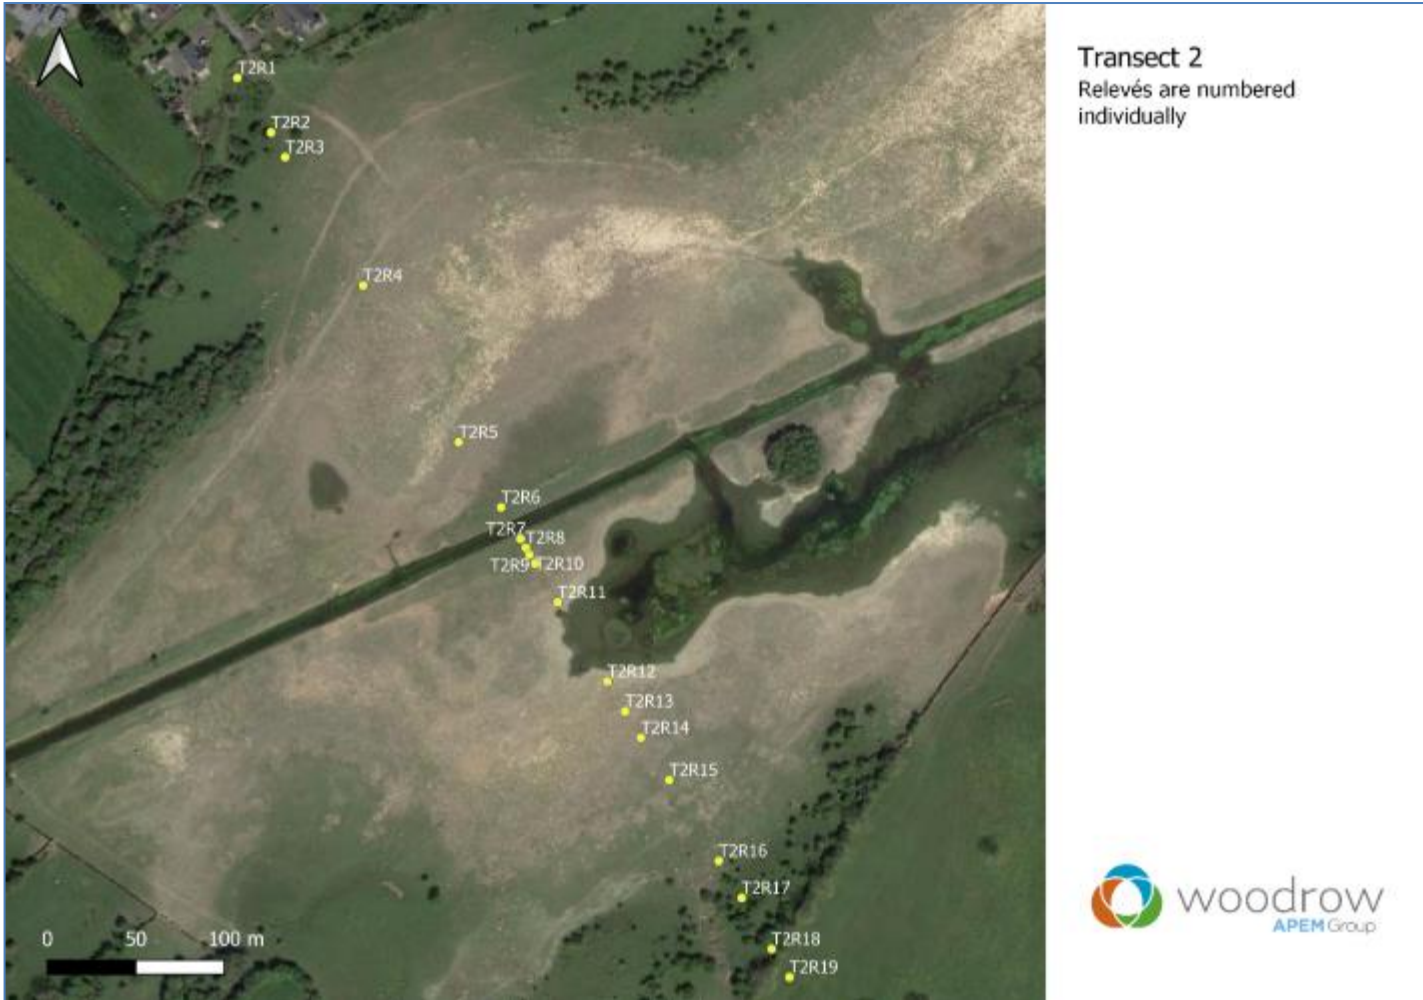 Transect 2
Relevés are numbered
individually
T2R1
T2R2
T2R3
T2R4
T2R5
T2R6
T2R7
T2R8
T2R9
T2R10
T2R11
T2R12
T2R13
T2R14
T2R15
T2R16
T2R17
T2R18
T2R19
0 50 100 m
woodrow
APEM Group